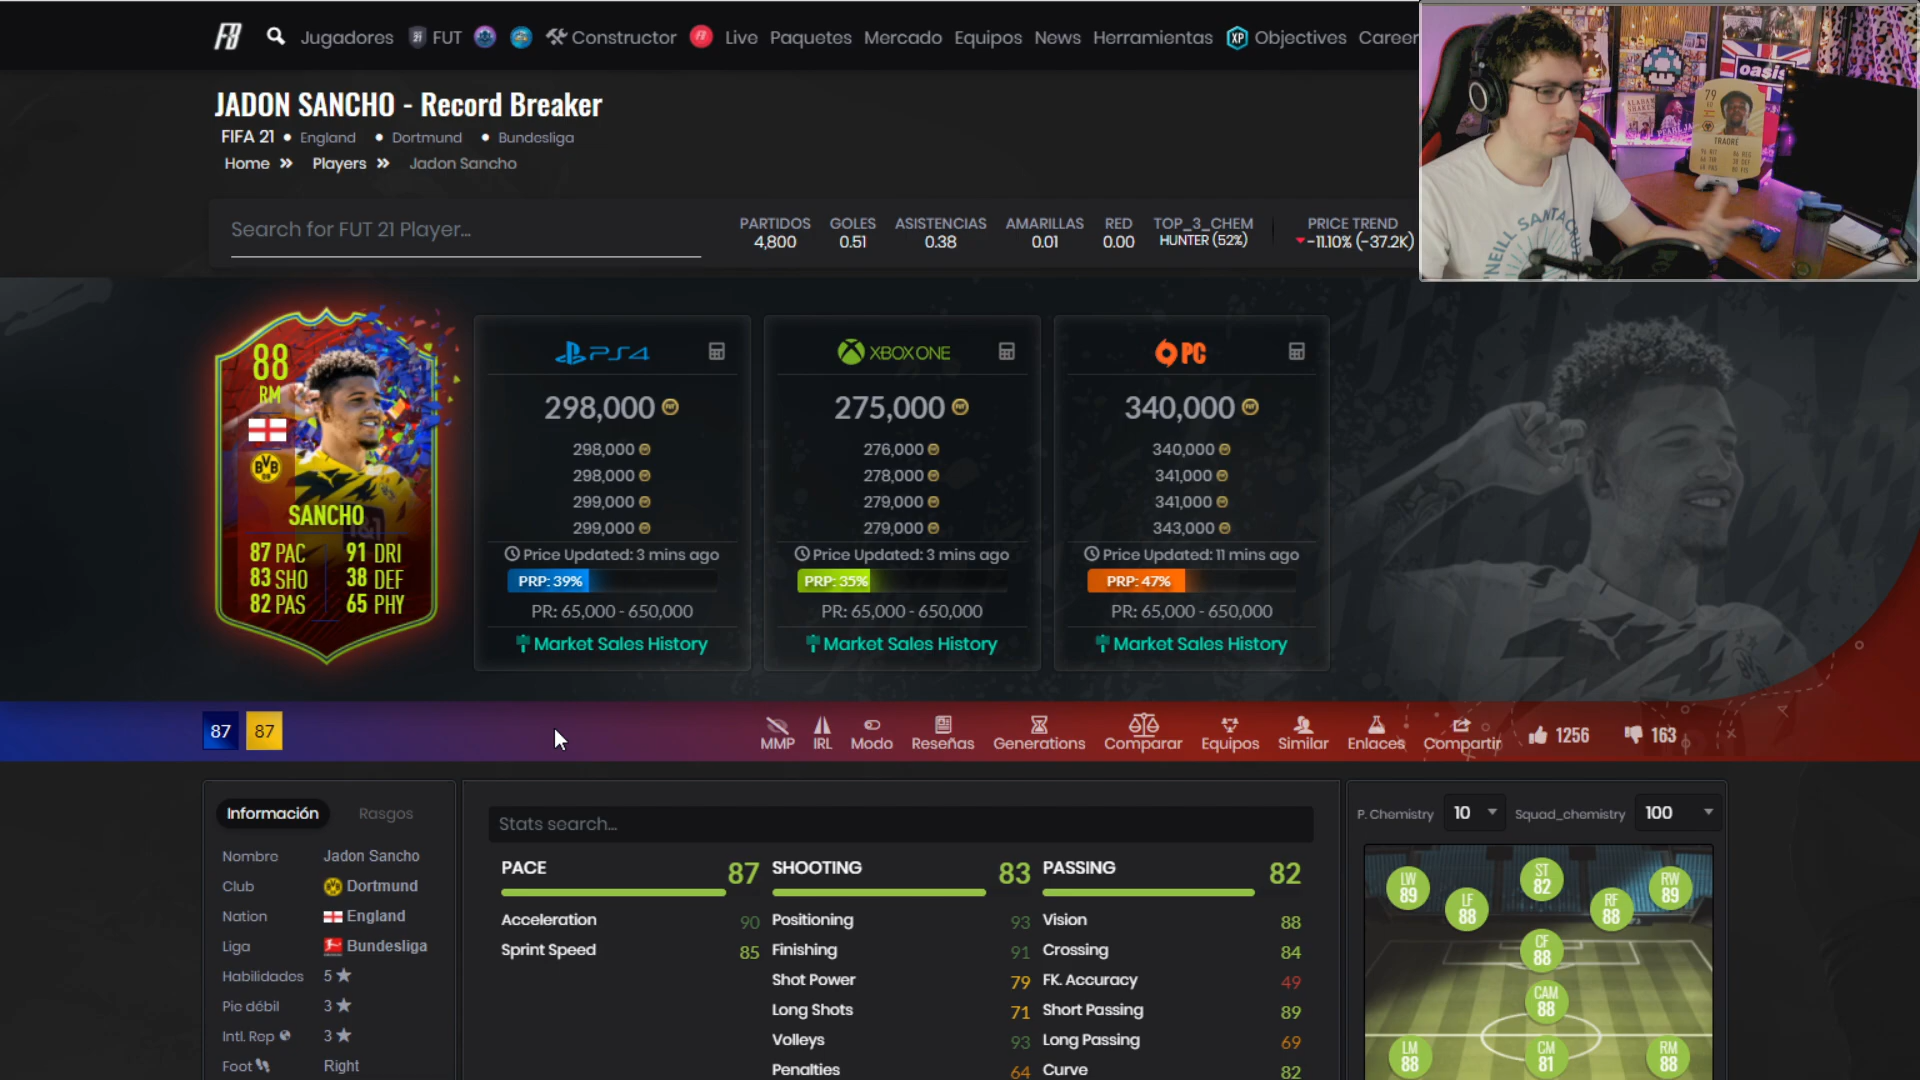 Jugadores
21 FUT
Constructor
Live
Paquetes
Mercado
Equipos
News
Herramientas
XP Objectives
Career
JADON SANCHO - Record Breaker
FIFA 21 • England • Dortmund • Bundesliga
Home » Players » Jadon Sancho
Search for FUT 21 Player...
PARTIDOS
4,800
GOLES
0.51
ASISTENCIAS
0.38
AMARILLAS
0.01
RED
0.00
TOP_3_CHEM
HUNTER (52%)
PRICE TREND
-11.10% (-37.2K)
oasis
79
TRAORE
O'NEILL SANTA CRUZ
88
RM
BVB
09
SANCHO
87 PAC
83 SHO
82 PAS
91 DRI
38 DEF
65 PHY
PS4
298,000
298,000
298,000
299,000
299,000
Price Updated: 3 mins ago
PRP: 39%
PR: 65,000 - 650,000
Market Sales History
XBOX ONE
275,000
276,000
278,000
279,000
279,000
Price Updated: 3 mins ago
PRP: 35%
PR: 65,000 - 650,000
Market Sales History
PC
340,000
340,000
341,000
341,000
343,000
Price Updated: 11 mins ago
PRP: 47%
PR: 65,000 - 650,000
Market Sales History
87
87
MMP
IRL
Modo
Reseñas
Generations
Comparar
Equipos
Similar
Enlaces
Compartir
1256
163
Información
Rasgos
Nombre Jadon Sancho
Club Dortmund
Nation England
Liga Bundesliga
Habilidades 5
Pie débil 3
Intl. Rep 3
Foot Right
Stats search...
PACE 87
Acceleration 90
Sprint Speed 85
SHOOTING 83
Positioning 93
Finishing 91
Shot Power 79
Long Shots 71
Volleys 93
Penalties 64
PASSING 82
Vision 88
Crossing 84
FK. Accuracy 49
Short Passing 89
Long Passing 69
Curve 82
P. Chemistry 10
Squad_chemistry 100
LW
89
LF
88
ST
82
RF
88
RW
89
CF
88
CAM
88
LM
88
CM
81
RM
88